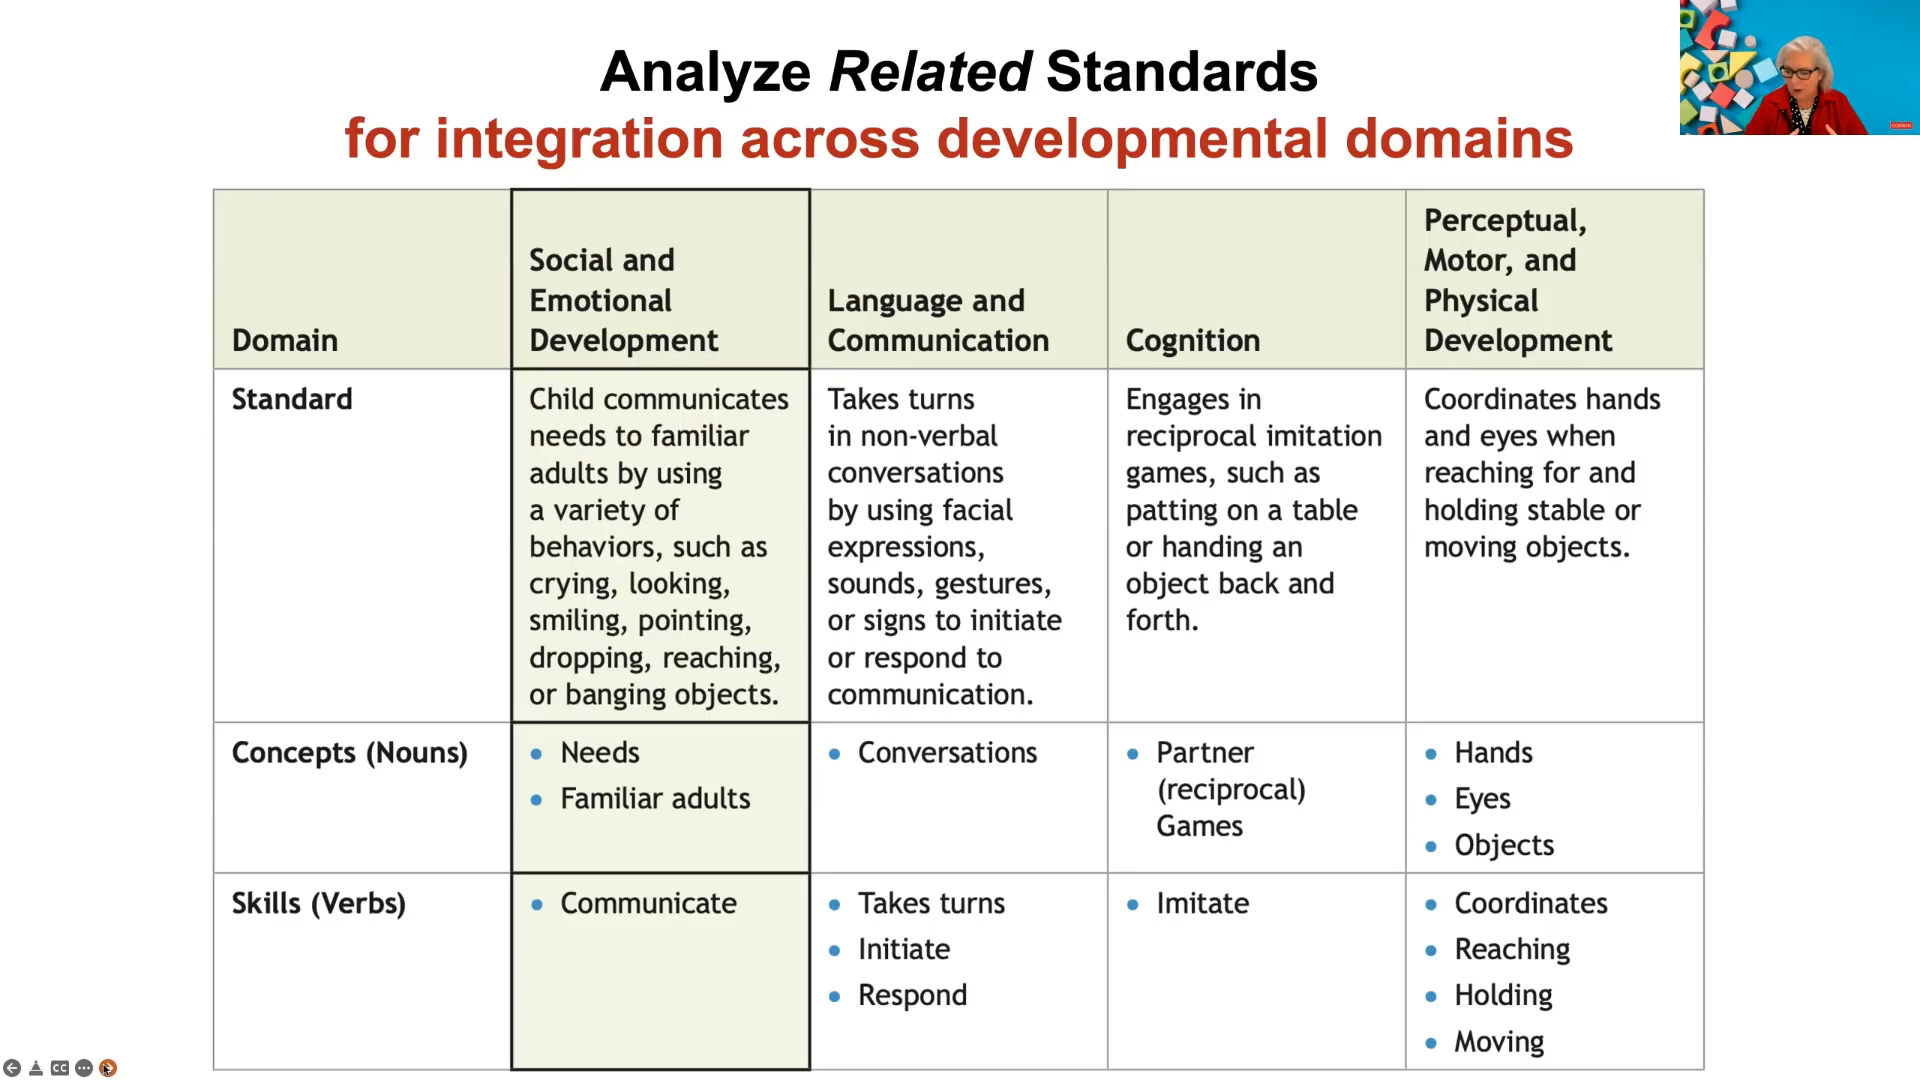 Analyze Related Standards
for integration across developmental domains
Domain
Social and
Emotional
Development
Language and
Communication
Cognition
Perceptual,
Motor, and
Physical
Development
Standard
Child communicates
needs to familiar
adults by using
a variety of
behaviors, such as
crying, looking,
smiling, pointing,
dropping, reaching,
or banging objects.
Takes turns
in non-verbal
conversations
by using facial
expressions,
sounds, gestures,
or signs to initiate
or respond to
communication.
Engages in
reciprocal imitation
games, such as
patting on a table
or handing an
object back and
forth.
Coordinates hands
and eyes when
reaching for and
holding stable or
moving objects.
Concepts (Nouns)
• Needs
• Familiar adults
• Conversations
• Partner
(reciprocal)
Games
• Hands
• Eyes
• Objects
Skills (Verbs)
• Communicate
• Takes turns
• Initiate
• Respond
• Imitate
• Coordinates
• Reaching
• Holding
• Moving
CC
CORWIN